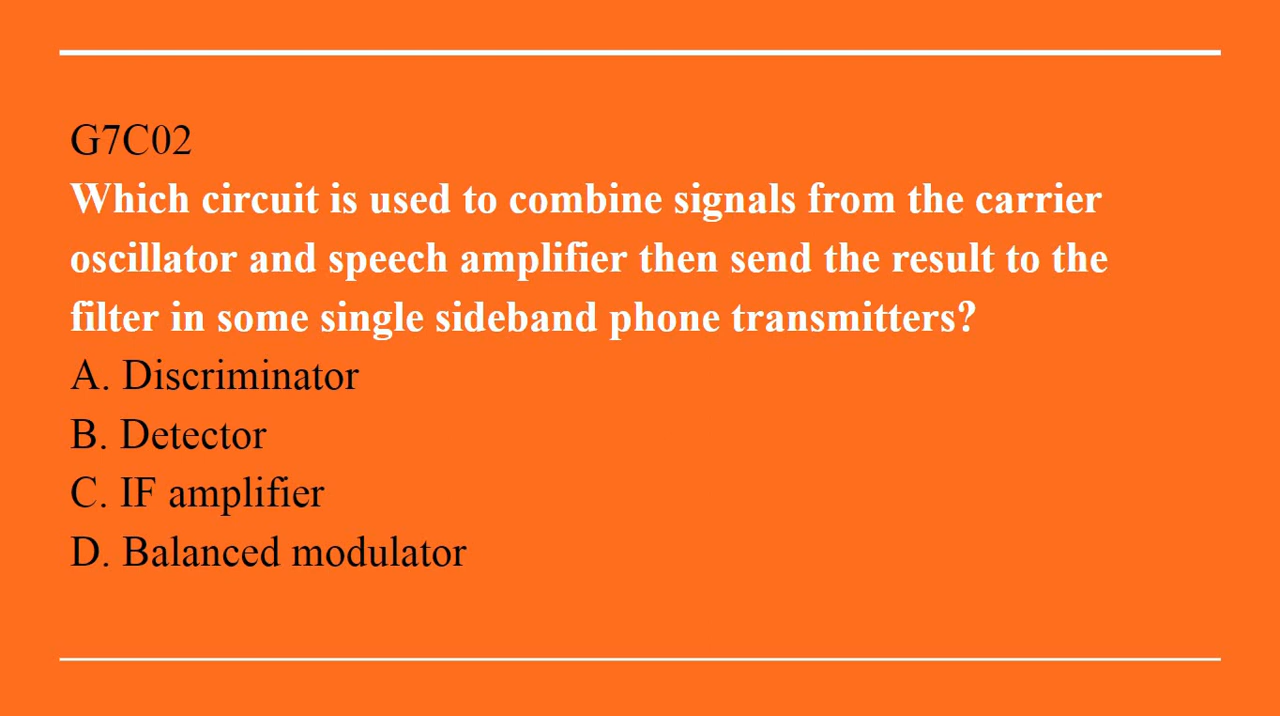 G7C02
Which circuit is used to combine signals from the carrier
oscillator and speech amplifier then send the result to the
filter in some single sideband phone transmitters?
A. Discriminator
B. Detector
C. IF amplifier
D. Balanced modulator